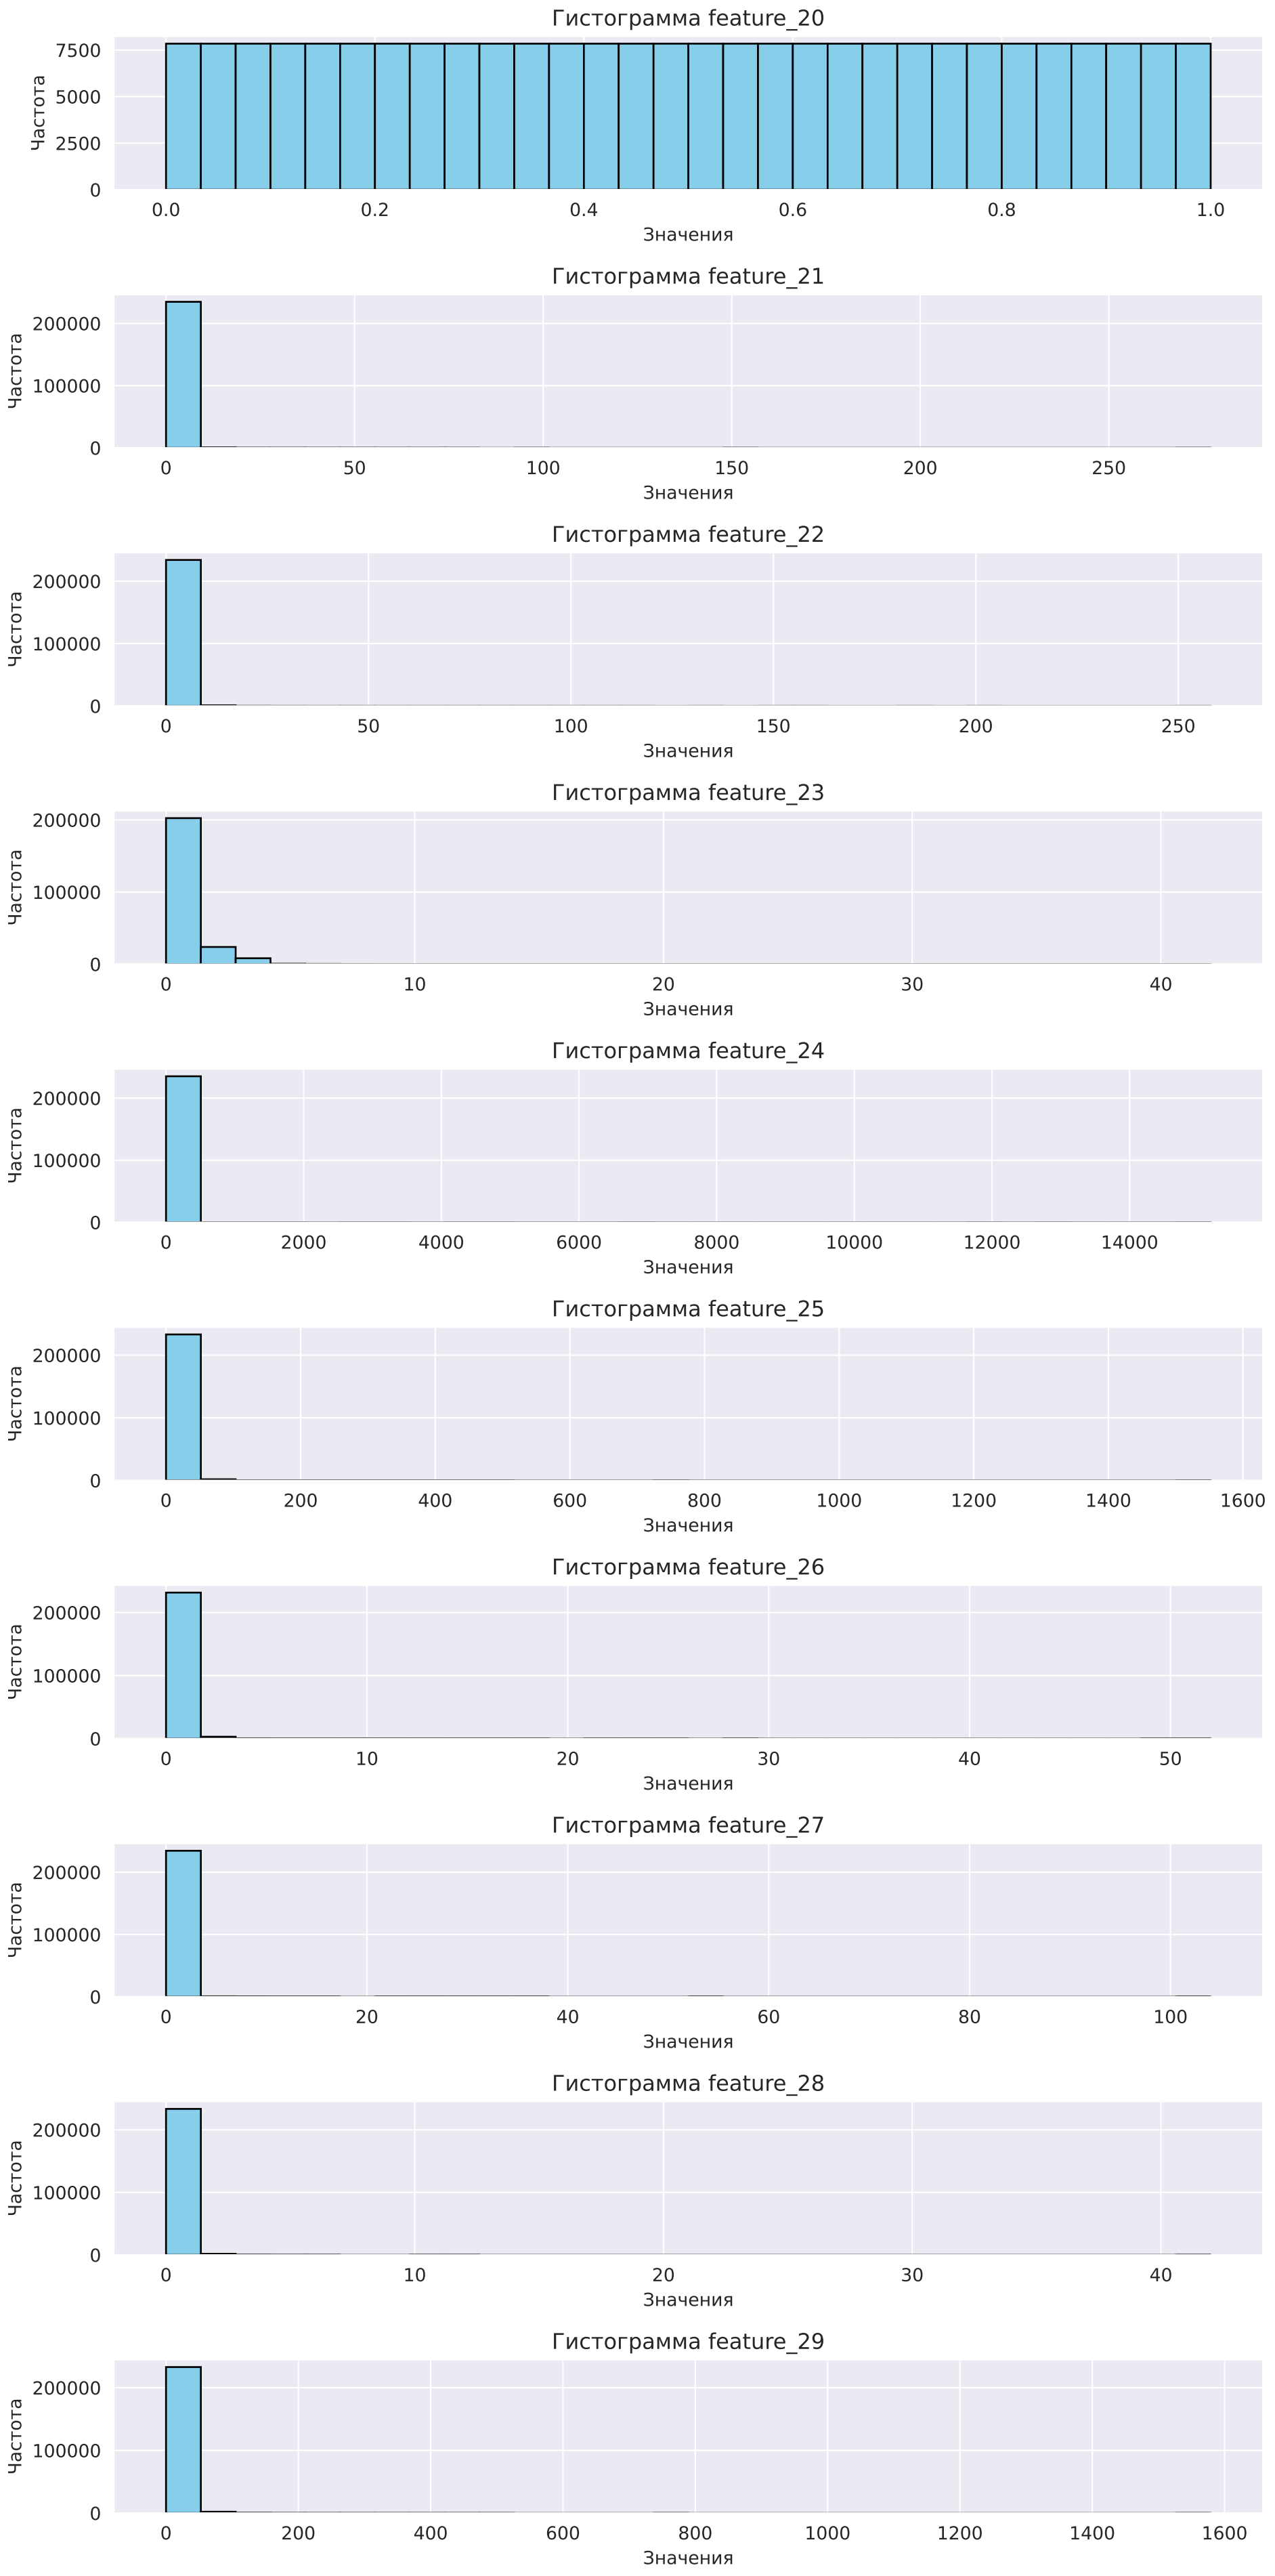 Гистограмма feature_20
Частота
7500
5000
2500
0
0.0 0.2 0.4 0.6 0.8 1.0
Значения
Гистограмма feature_21
Частота
200000
100000
0
0 50 100 150 200 250
Значения
Гистограмма feature_22
Частота
200000
100000
0
0 50 100 150 200 250
Значения
Гистограмма feature_23
Частота
200000
100000
0
0 10 20 30 40
Значения
Гистограмма feature_24
Частота
200000
100000
0
0 2000 4000 6000 8000 10000 12000 14000
Значения
Гистограмма feature_25
Частота
200000
100000
0
0 200 400 600 800 1000 1200 1400 1600
Значения
Гистограмма feature_26
Частота
200000
100000
0
0 10 20 30 40 50
Значения
Гистограмма feature_27
Частота
200000
100000
0
0 20 40 60 80 100
Значения
Гистограмма feature_28
Частота
200000
100000
0
0 10 20 30 40
Значения
Гистограмма feature_29
Частота
200000
100000
0
0 200 400 600 800 1000 1200 1400 1600
Значения